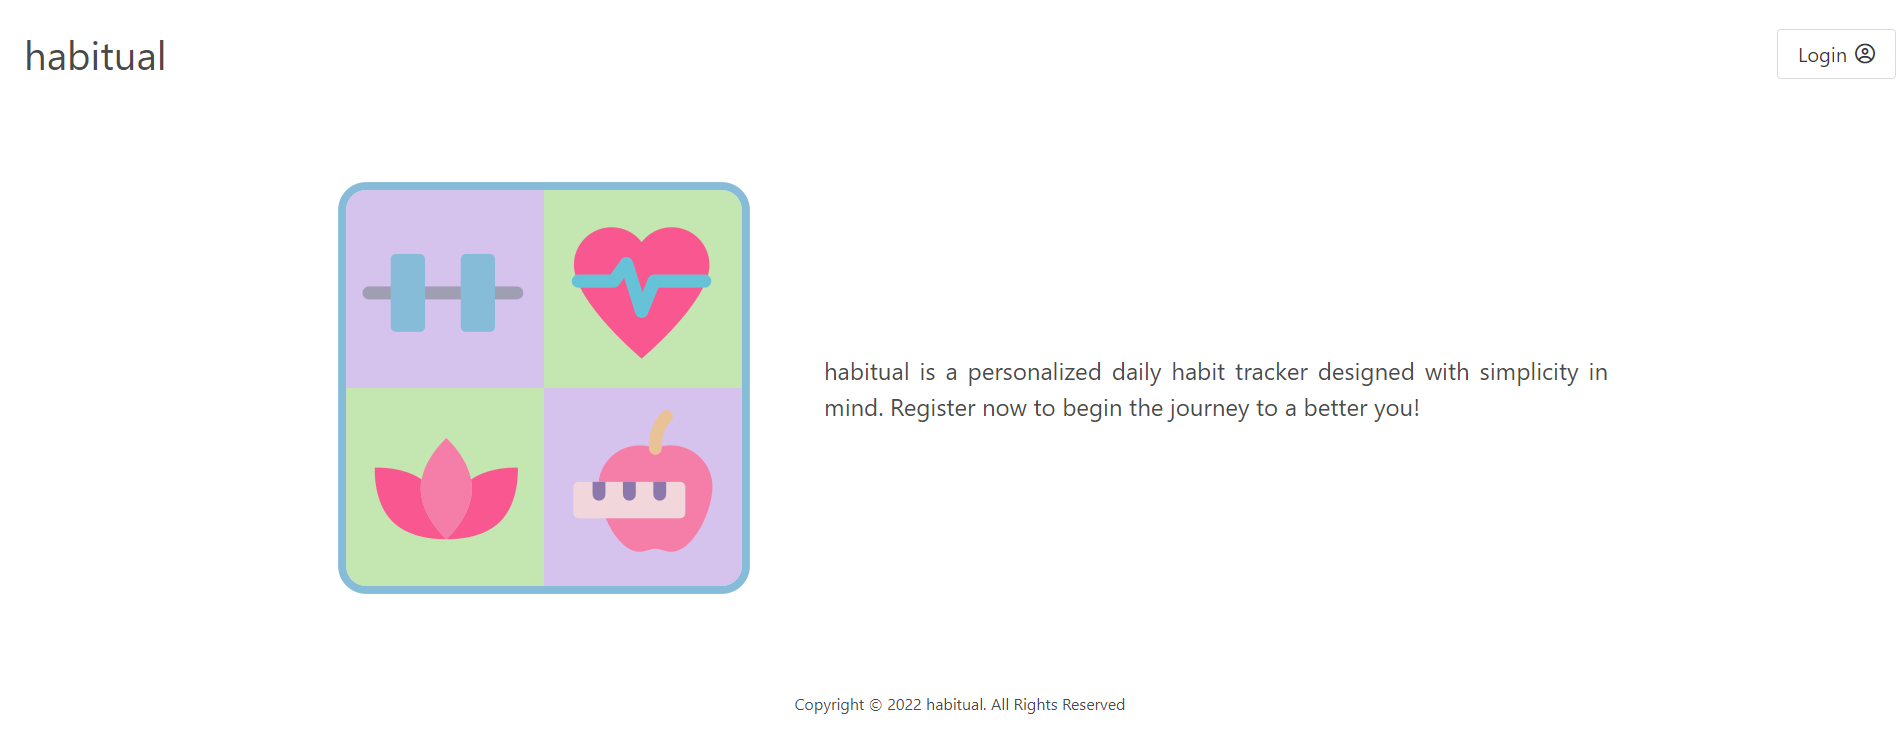 habitual
Login
habitual is a personalized daily habit tracker designed with simplicity in
mind. Register now to begin the journey to a better you!
Copyright © 2022 habitual. All Rights Reserved